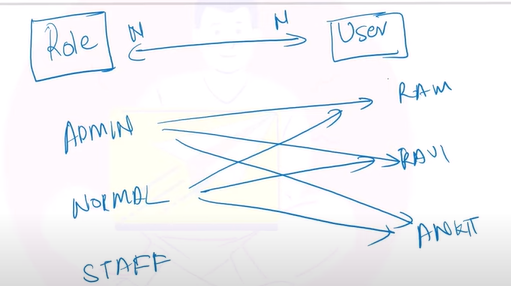 Role N N User
RAM
ADMIN
RAVI
NORMAL
ANKIT
STAFF